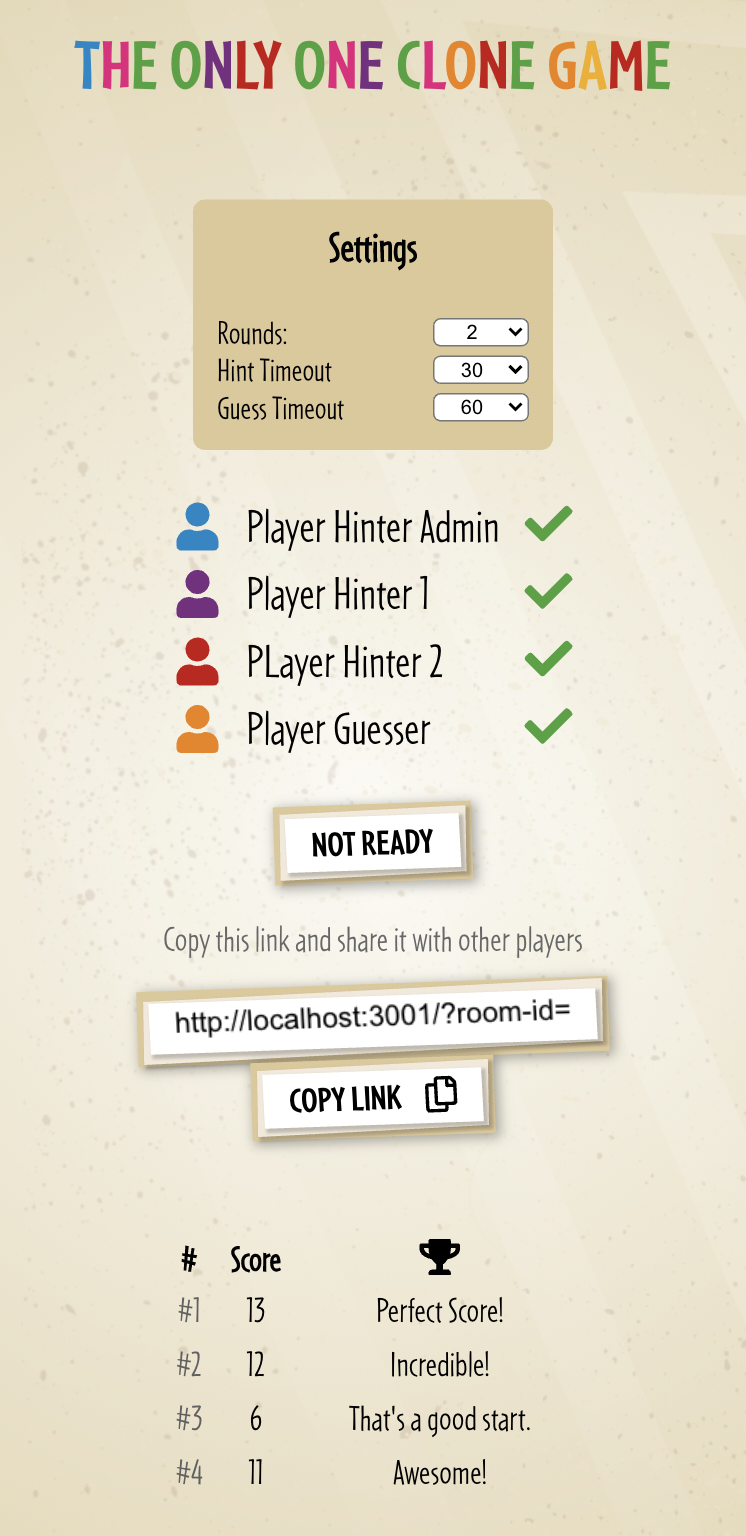 THE ONLY ONE CLONE GAME
Settings
Rounds: 2
Hint Timeout 30
Guess Timeout 60
Player Hinter Admin
Player Hinter 1
PLayer Hinter 2
Player Guesser
NOT READY
Copy this link and share it with other players
http://localhost:3001/?room-id=
COPY LINK
# Score
#1 13 Perfect Score!
#2 12 Incredible!
#3 6 That's a good start.
#4 11 Awesome!